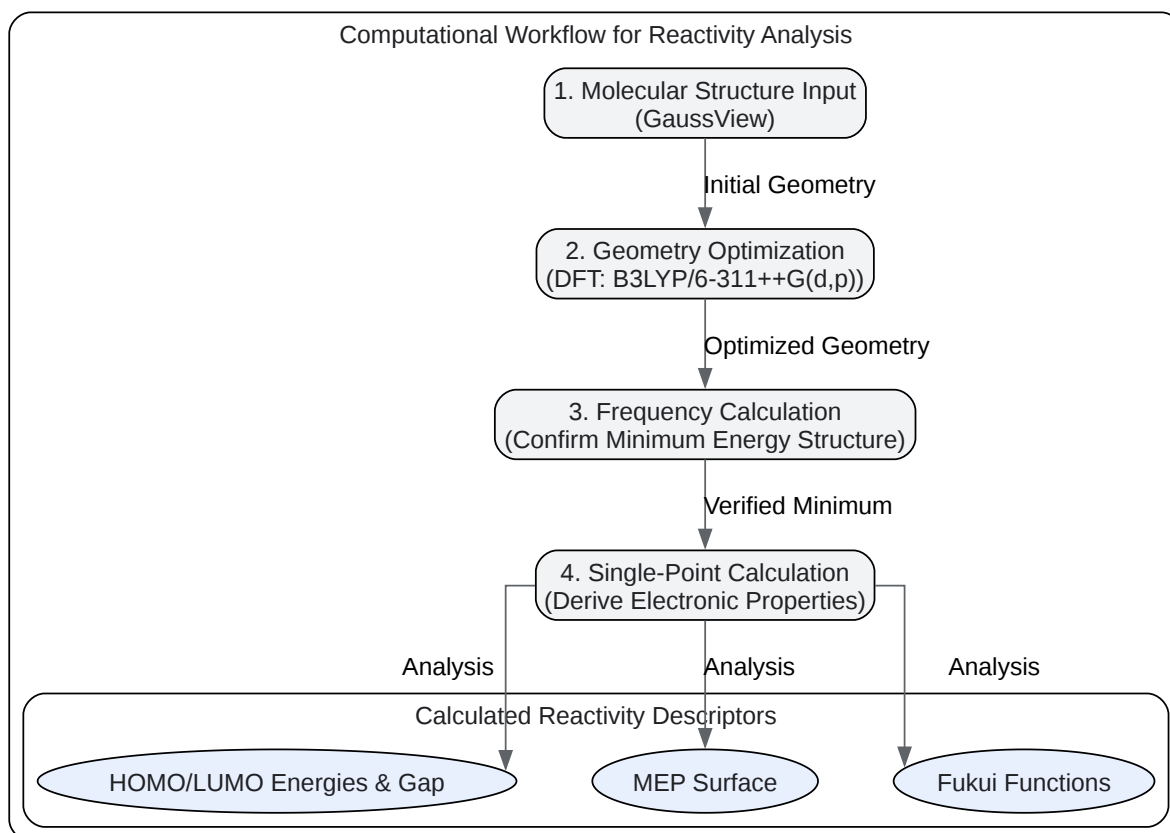 Computational Workflow for Reactivity Analysis
1. Molecular Structure Input
(GaussView)
Initial Geometry
2. Geometry Optimization
(DFT: B3LYP/6-311++G(d,p))
Optimized Geometry
3. Frequency Calculation
(Confirm Minimum Energy Structure)
Verified Minimum
4. Single-Point Calculation
(Derive Electronic Properties)
Analysis
Analysis
Analysis
Calculated Reactivity Descriptors
HOMO/LUMO Energies & Gap
MEP Surface
Fukui Functions